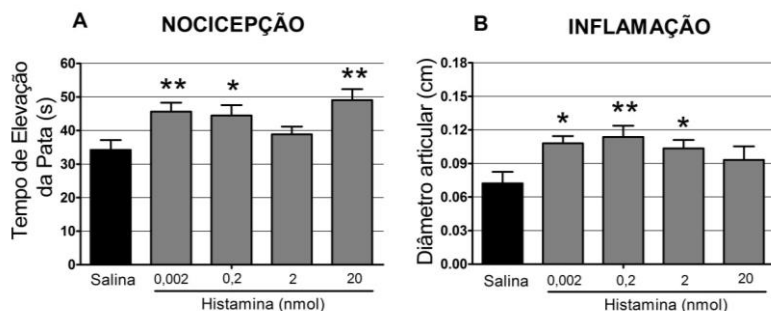 A NOCICEPÇÃO
Tempo de Elevação
da Pata (s)
60
50
40
30
20
10
0
** * **
Salina 0,002 0,2 2 20
Histamina (nmol)
B INFLAMAÇÃO
Diâmetro articular (cm)
0.18
0.15
0.12
0.09
0.06
0.03
0.00
* ** *
Salina 0,002 0,2 2 20
Histamina (nmol)